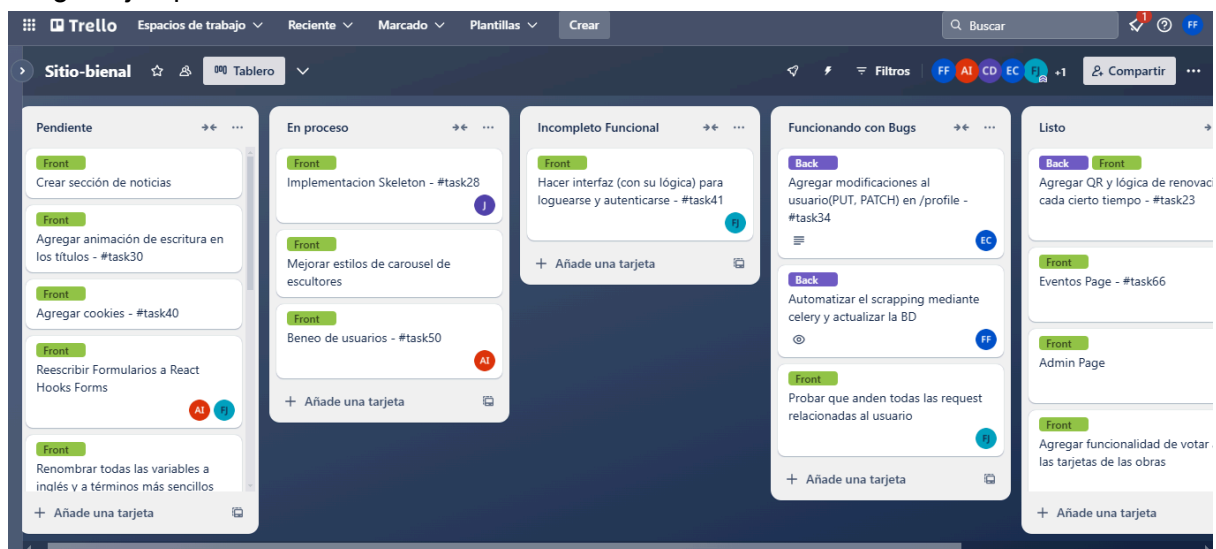 Trello Espacios de trabajo Reciente Marcado Plantillas Crear Buscar 1 FF
Sitio-bienal Tablero Filtros FF AI CD EC FJ +1 Compartir
Pendiente
Front
Crear sección de noticias
Front
Agregar animación de escritura en
los títulos - #task30
Front
Agregar cookies - #task40
Front
Reescribir Formularios a React
Hooks Forms
AI FJ
Front
Renombrar todas las variables a
inglés y a términos más sencillos
+ Añade una tarjeta
En proceso
Front
Implementacion Skeleton - #task28
J
Front
Mejorar estilos de carousel de
escultores
Front
Beneo de usuarios - #task50
AI
+ Añade una tarjeta
Incompleto Funcional
Front
Hacer interfaz (con su lógica) para
loguearse y autenticarse - #task41
FJ
+ Añade una tarjeta
Funcionando con Bugs
Back
Agregar modificaciones al
usuario(PUT, PATCH) en /profile -
#task34
EC
Back
Automatizar el scrapping mediante
celery y actualizar la BD
FF
Front
Probar que anden todas las request
relacionadas al usuario
FJ
+ Añade una tarjeta
Listo
Back Front
Agregar QR y lógica de renovaci
cada cierto tiempo - #task23
Front
Eventos Page - #task66
Front
Admin Page
Front
Agregar funcionalidad de votar
las tarjetas de las obras
+ Añade una tarjeta